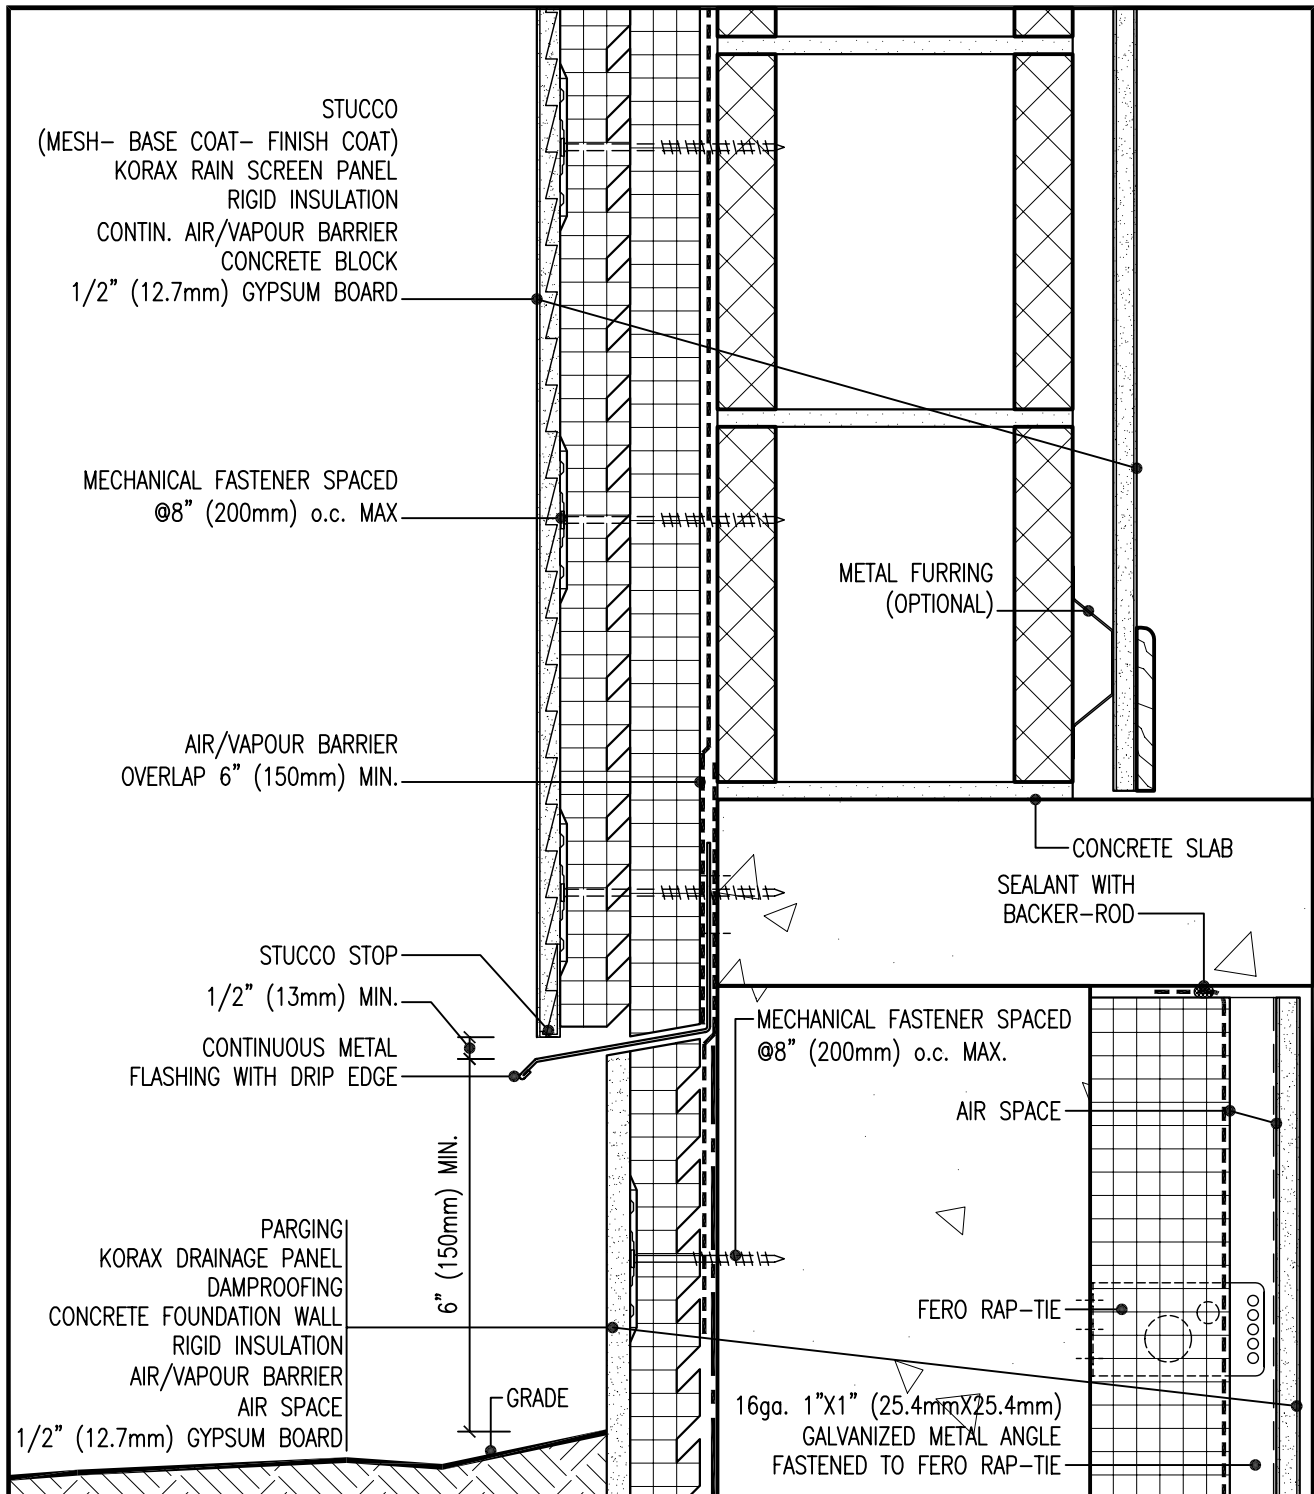 STUCCO
(MESH- BASE COAT- FINISH COAT)
KORAX RAIN SCREEN PANEL
RIGID INSULATION
CONTIN. AIR/VAPOUR BARRIER
CONCRETE BLOCK
1/2" (12.7mm) GYPSUM BOARD
MECHANICAL FASTENER SPACED
@8" (200mm) o.c. MAX
METAL FURRING
(OPTIONAL)
AIR/VAPOUR BARRIER
OVERLAP 6" (150mm) MIN.
CONCRETE SLAB
SEALANT WITH
BACKER-ROD
STUCCO STOP
1/2" (13mm) MIN.
CONTINUOUS METAL
FLASHING WITH DRIP EDGE
MECHANICAL FASTENER SPACED
@8" (200mm) o.c. MAX.
AIR SPACE
6" (150mm) MIN.
PARGING
KORAX DRAINAGE PANEL
DAMPROOFING
CONCRETE FOUNDATION WALL
RIGID INSULATION
AIR/VAPOUR BARRIER
AIR SPACE
1/2" (12.7mm) GYPSUM BOARD
GRADE
FERO RAP-TIE
16ga. 1"X1" (25.4mmX25.4mm)
GALVANIZED METAL ANGLE
FASTENED TO FERO RAP-TIE